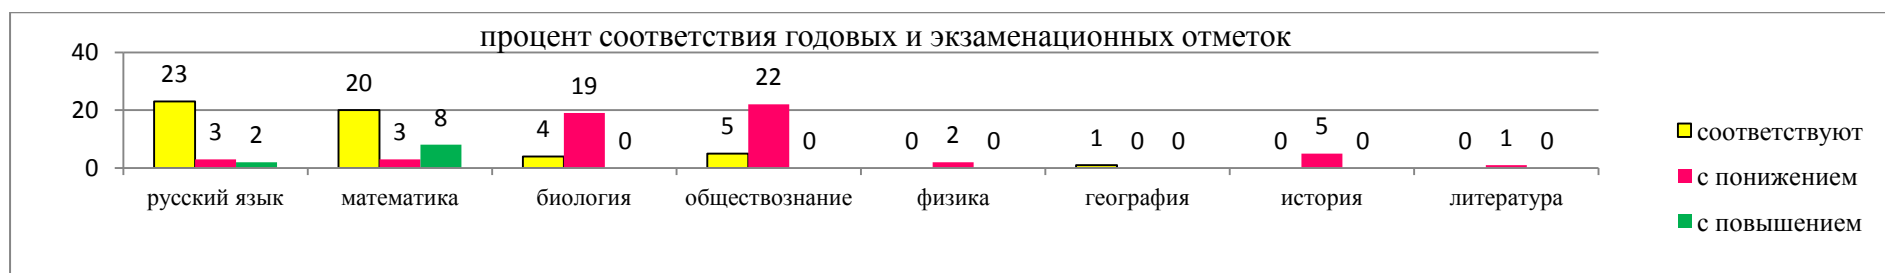 процент соответствия годовых и экзаменационных отметок
40
20
0
23 3 2 20 3 8 4 19 0 5 22 0 0 2 0 1 0 0 0 5 0 0 1 0
русский язык математика биология обществознание физика география история литература
соответствуют
с понижением
с повышением